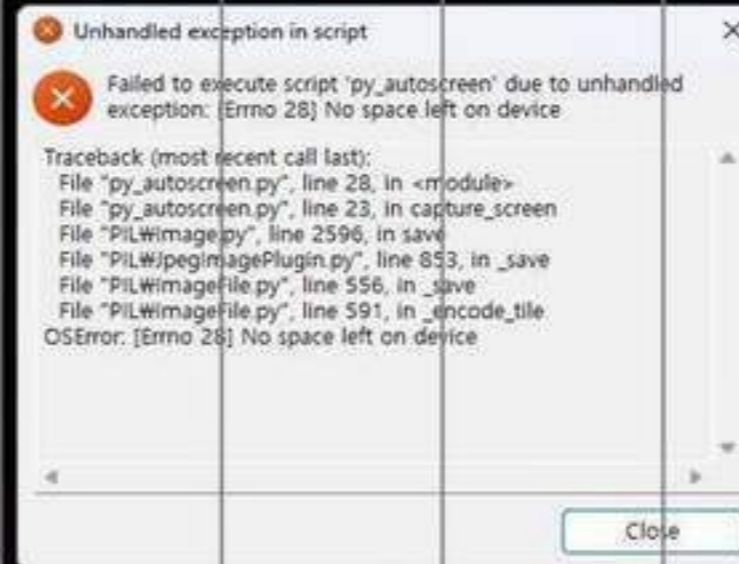 Unhandled exception in script
Failed to execute script 'py_autoscreen' due to unhandled
exception: [Errno 28] No space left on device
Traceback (most recent call last):
File "py_autoscreen.py", line 28, in <module>
File "py_autoscreen.py", line 23, in capture_screen
File "PIL₩Image.py", line 2596, in save
File "PIL₩JpegImagePlugin.py", line 853, in _save
File "PIL₩ImageFile.py", line 556, in _save
File "PIL₩ImageFile.py", line 591, in _encode_tile
OSError: [Errno 28] No space left on device
Close